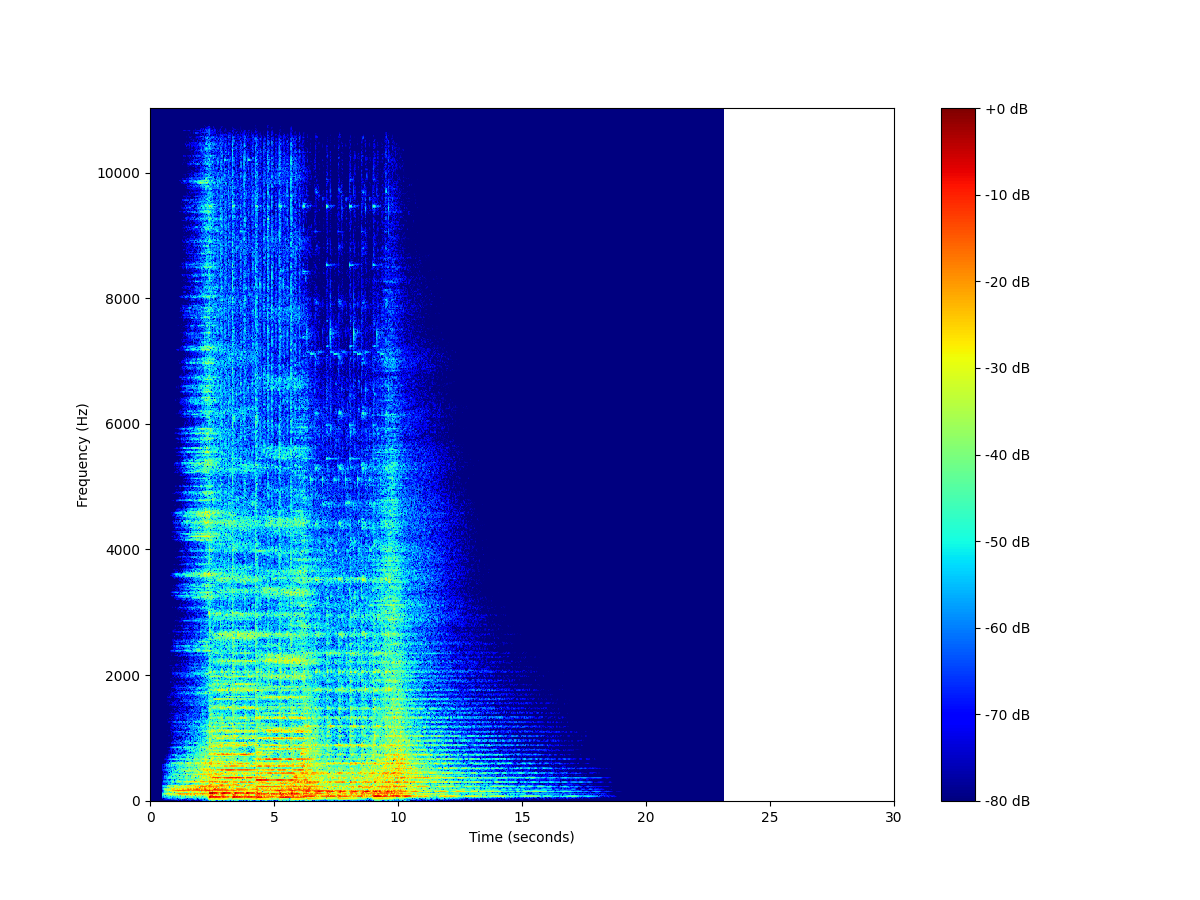 +0 dB
10000
-10 dB
-20 dB
8000
-30 dB
6000
Frequency (Hz)
-40 dB
4000
-50 dB
-60 dB
2000
-70 dB
0
-80 dB
0 5 10 15 20 25 30
Time (seconds)